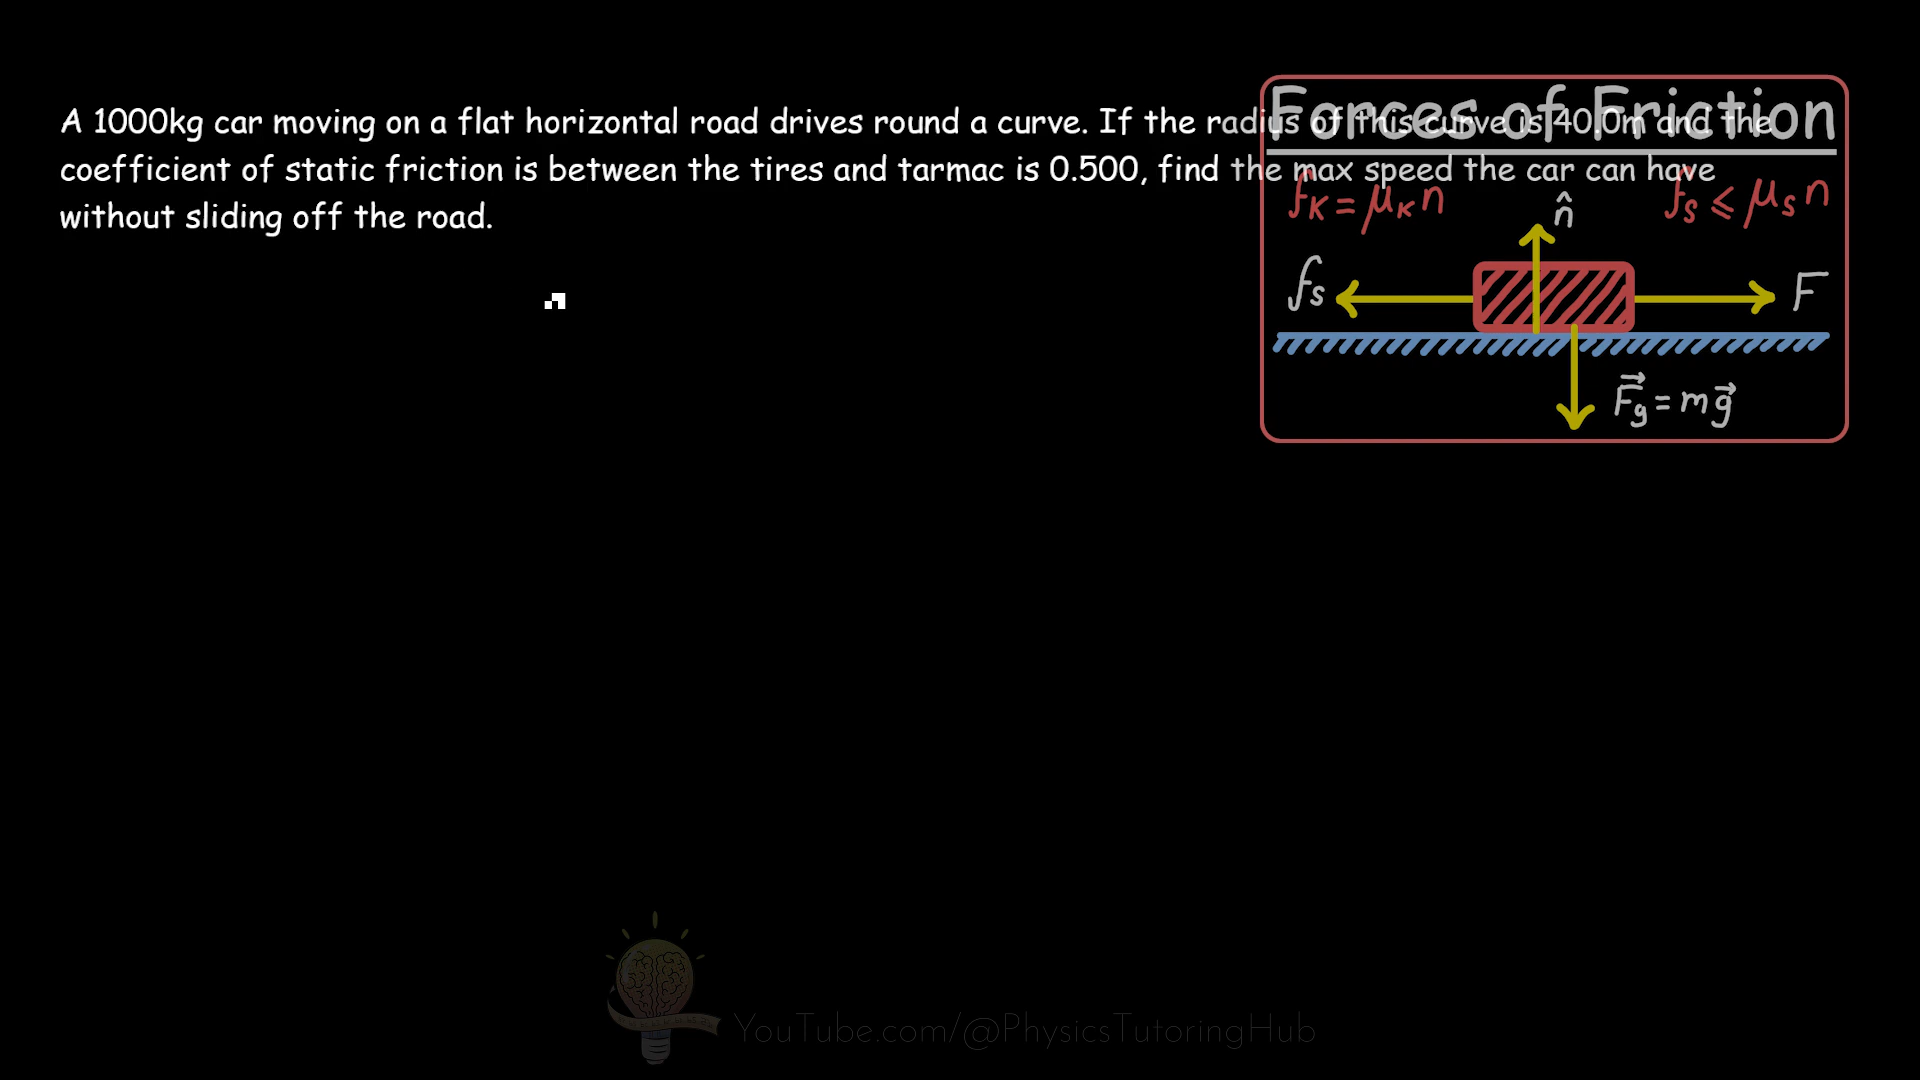 A 1000kg car moving on a flat horizontal road drives round a curve. If the radius of this curve is 40.0m and the
coefficient of static friction is between the tires and tarmac is 0.500, find the max speed the car can have
without sliding off the road.
Forces of Friction
fK = μK n
fs ≤ μs n
n̂
fs
F
F⃗g = mg⃗
YouTube.com/@PhysicsTutoringHub